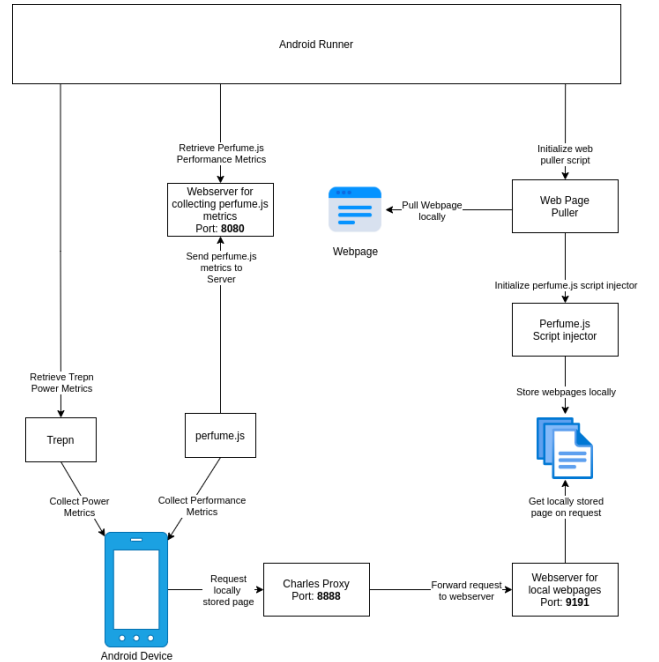 Android Runner
Retrieve Perfume.js
Performance Metrics
Initialize web
puller script
Webserver for
collecting perfume.js
metrics
Port: 8080
Pull Webpage
locally
Web Page
Puller
Webpage
Send perfume.js
metrics to
Server
Initialize perfume.js script injector
Perfume.js
Script injector
Retrieve Trepn
Power Metrics
Store webpages locally
Trepn
perfume.js
Collect Power
Metrics
Collect Performance
Metrics
Get locally stored
page on request
Request
locally
stored page
Charles Proxy
Port: 8888
Forward request
to webserver
Webserver for
local webpages
Port: 9191
Android Device